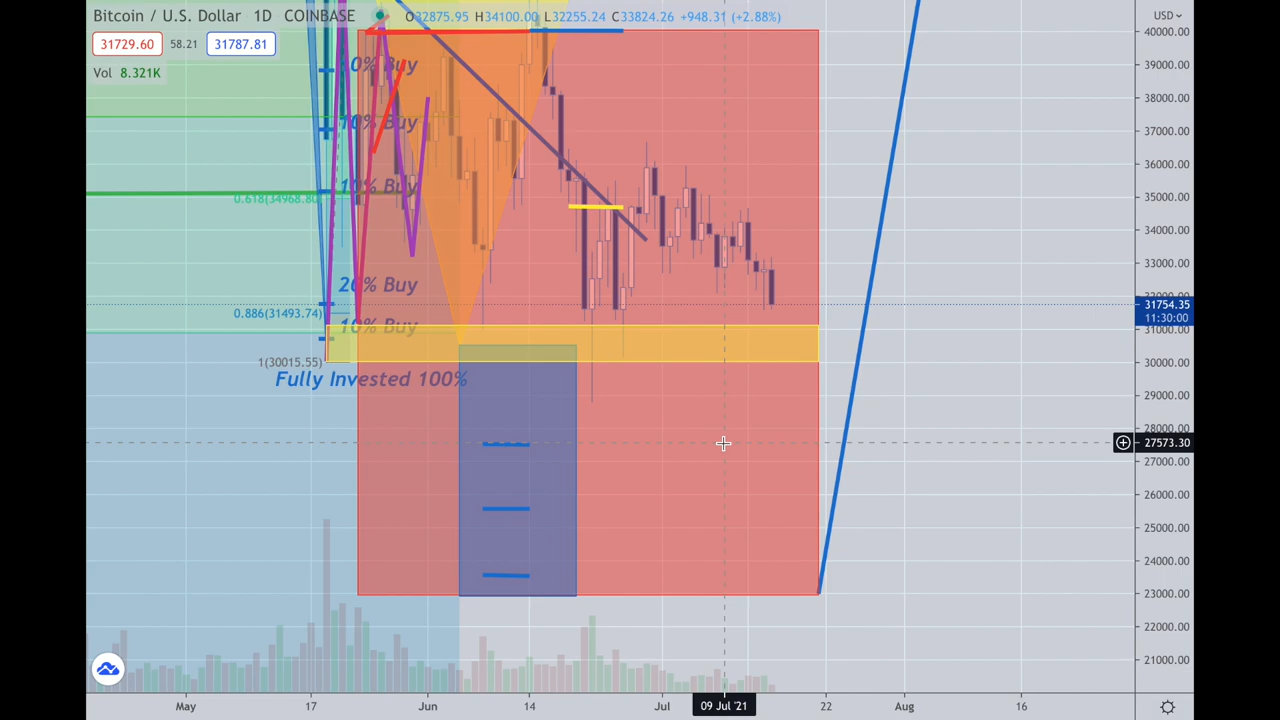 Bitcoin / U.S. Dollar 1D COINBASE O32875.95 H34100.00 L32255.24 C33824.26 +948.31 (+2.88%) USD
31729.60 58.21 31787.81
Vol 8.321K
40000.00
39000.00
38000.00
37000.00
36000.00
35000.00
34000.00
33000.00
31754.35
11:30:00
31000.00
30000.00
29000.00
28000.00
27573.30
27000.00
26000.00
25000.00
24000.00
23000.00
22000.00
21000.00
10% Buy
10% Buy
0.618(34968.80)
20% Buy
0.886(31493.74)
10% Buy
1(30015.55)
Fully Invested 100%
May 17 Jun 14 Jul 09 Jul '21 22 Aug 16